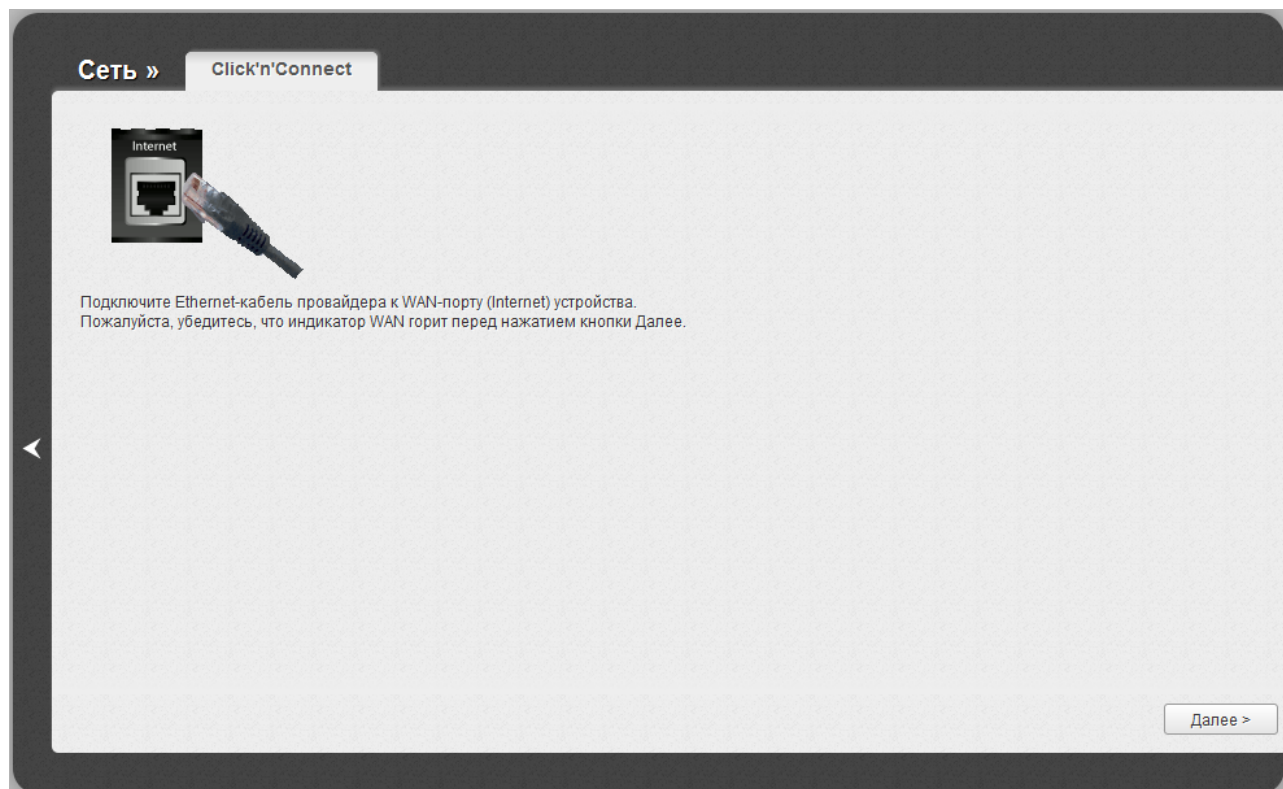 Сеть »
Click'n'Connect
Internet
Подключите Ethernet-кабель провайдера к WAN-порту (Internet) устройства.
Пожалуйста, убедитесь, что индикатор WAN горит перед нажатием кнопки Далее.
Далее >